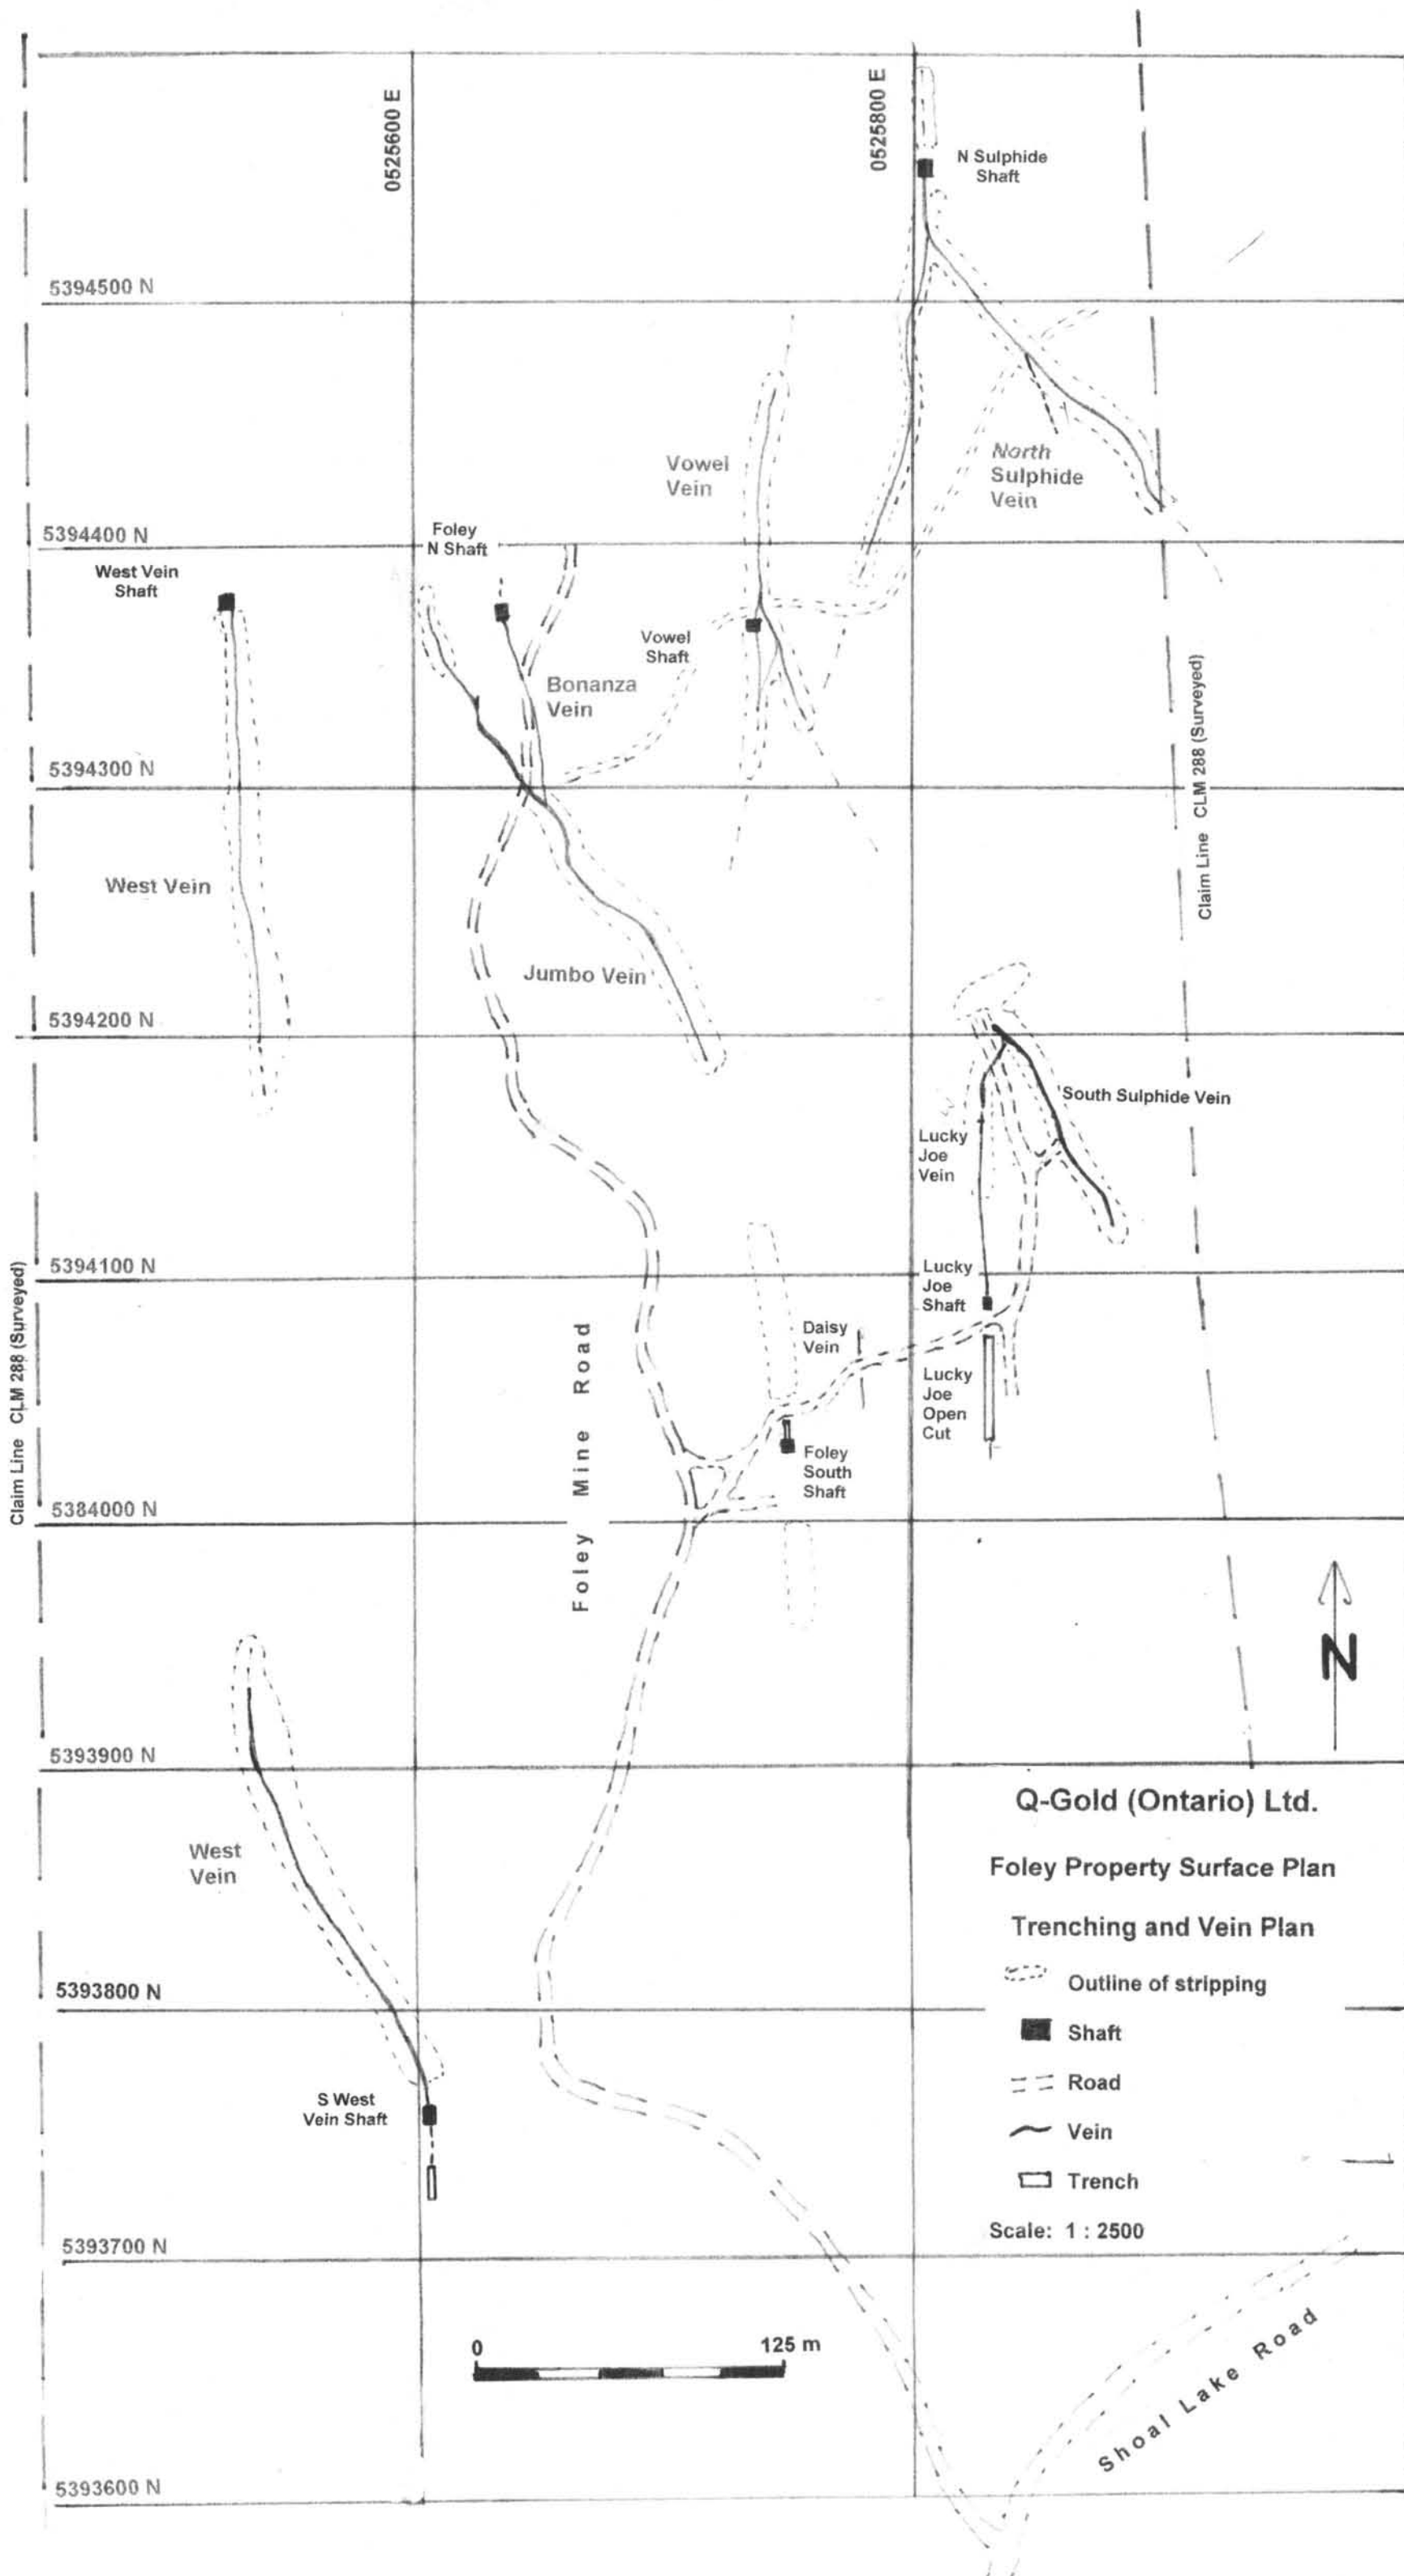 0525600 E
0525800 E
N Sulphide
Shaft
5394500 N
Vowel
Vein
North
Sulphide
Vein
5394400 N
Foley
N Shaft
West Vein
Shaft
Vowel
Shaft
Bonanza
Vein
Claim Line CLM 288 (Surveyed)
5394300 N
West Vein
Jumbo Vein
5394200 N
South Sulphide Vein
Lucky
Joe
Vein
5394100 N
Lucky
Joe
Shaft
Claim Line CLM 288 (Surveyed)
Foley Mine Road
Daisy
Vein
Lucky
Joe
Open
Cut
Foley
South
Shaft
5384000 N
N
5393900 N
Q-Gold (Ontario) Ltd.
West
Vein
Foley Property Surface Plan
Trenching and Vein Plan
Outline of stripping
5393800 N
Shaft
Road
S West
Vein Shaft
Vein
Trench
Scale: 1 : 2500
5393700 N
0 125 m
Shoal Lake Road
5393600 N